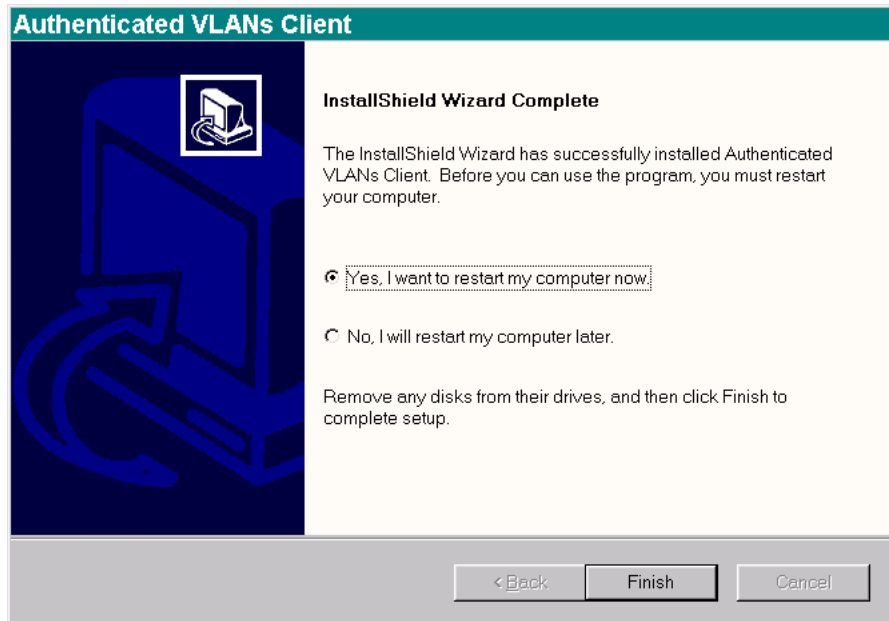 Authenticated VLANs Client
InstallShield Wizard Complete
The InstallShield Wizard has successfully installed Authenticated
VLANs Client. Before you can use the program, you must restart
your computer.
Yes, I want to restart my computer now.
No, I will restart my computer later.
Remove any disks from their drives, and then click Finish to
complete setup.
< Back Finish Cancel